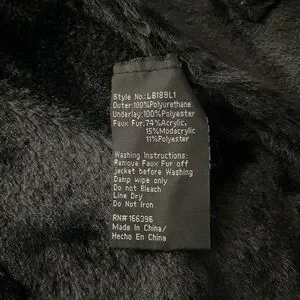 Style No.:L8189L1
Outer:100%Polyurethane
Underlay:100%Polyester
Faux Fur:74%Acrylic,
15%Modacrylic
11%Polyester
Washing Instructions:
Remove Faux Fur off
jacket before Washing
Damp wipe only
Do not Bleach
Line Dry
Do Not Iron
RN#166396
Made In China/
Hecho En China